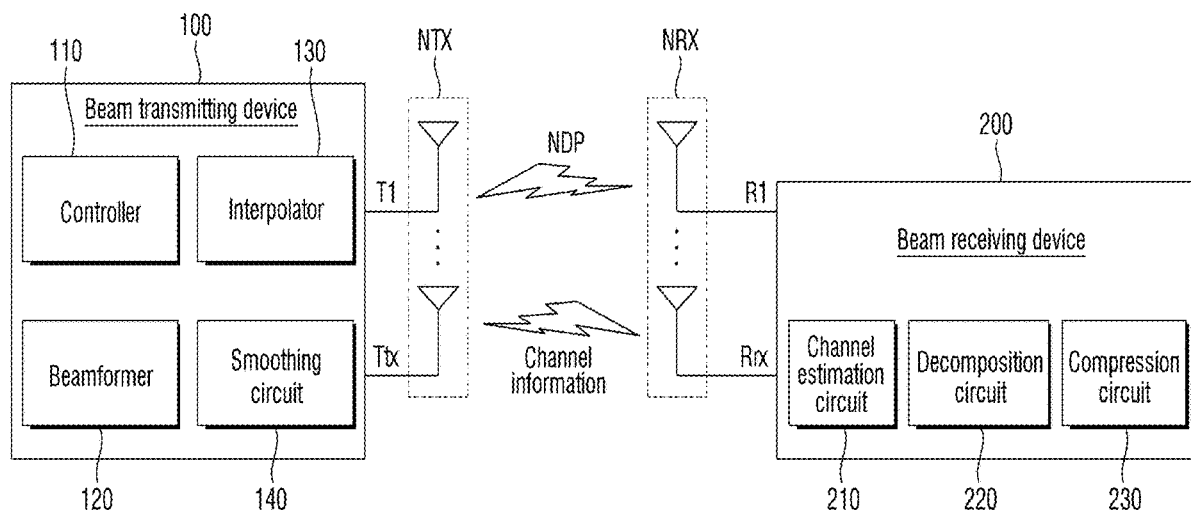 100
110
130
NTX
NRX
Beam transmitting device
200
NDP
Controller
Interpolator
T1
R1
Beam receiving device
Beamformer
Smoothing
circuit
Ttx
Channel
information
Rrx
Channel
estimation
circuit
Decomposition
circuit
Compression
circuit
120
140
210
220
230